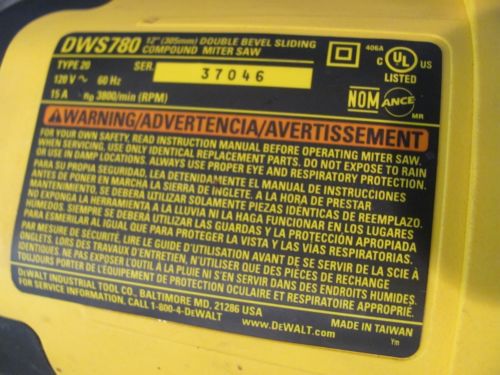 DWS780 12" (305mm) DOUBLE BEVEL SLIDING
COMPOUND MITER SAW
TYPE 20 SER. 37046
120 V ~ 60 Hz
15 A n₀ 3800/min (RPM)
406A
C UL
LISTED
NOM ANCE
MR
WARNING/ADVERTENCIA/AVERTISSEMENT
FOR YOUR OWN SAFETY, READ INSTRUCTION MANUAL BEFORE OPERATING MITER SAW.
WHEN SERVICING, USE ONLY IDENTICAL REPLACEMENT PARTS. DO NOT EXPOSE TO RAIN
OR USE IN DAMP LOCATIONS. ALWAYS USE PROPER EYE AND RESPIRATORY PROTECTION.
PARA SU PROPIA SEGURIDAD, LEA DETENIDAMENTE EL MANUAL DE INSTRUCCIONES
ANTES DE PONER EN MARCHA LA SIERRA DE INGLETE. A LA HORA DE PRESTAR
MANTENIMIENTO, SE DEBERÁN UTILIZAR SOLAMENTE PIEZAS IDÉNTICAS DE REEMPLAZO.
NO EXPONGA LA HERRAMIENTA A LA LLUVIA NI LA HAGA FUNCIONAR EN LOS LUGARES
HÚMIDOS. SIEMPRE SE DEBERÁ UTILIZAR LAS GUARDAS Y LA PROTECCIÓN APROPIADA
PARA ESMERILAR AL IGUAL QUE PARA PROTEGER LA VISTA Y LAS VIAS RESPIRATORIAS.
PAR MESURE DE SÉCURITÉ, LIRE LE GUIDE D'UTILISATION AVANT DE SE SERVIR DE LA SCIE À
ONGLETS. LORS DES TRAVAUX D'ENTRETIEN, N'UTILISER QUE DES PIÈCES DE RECHANGE
IDENTIQUES. NE PAS EXPOSER L'OUTIL À LA PLUIE NI S'EN SERVIR DANS DES ENDROITS HUMIDES.
TOUJOURS PORTER DE L'ÉQUIPEMENT DE PROTECTION OCULAIRE ET RESPIRATOIRE APPROPRIÉ.
DEWALT INDUSTRIAL TOOL CO., BALTIMORE MD, 21286 USA
FOR SERVICE INFORMATION, CALL 1-800-4-DEWALT
WWW.DEWALT.COM MADE IN TAIWAN
Ym